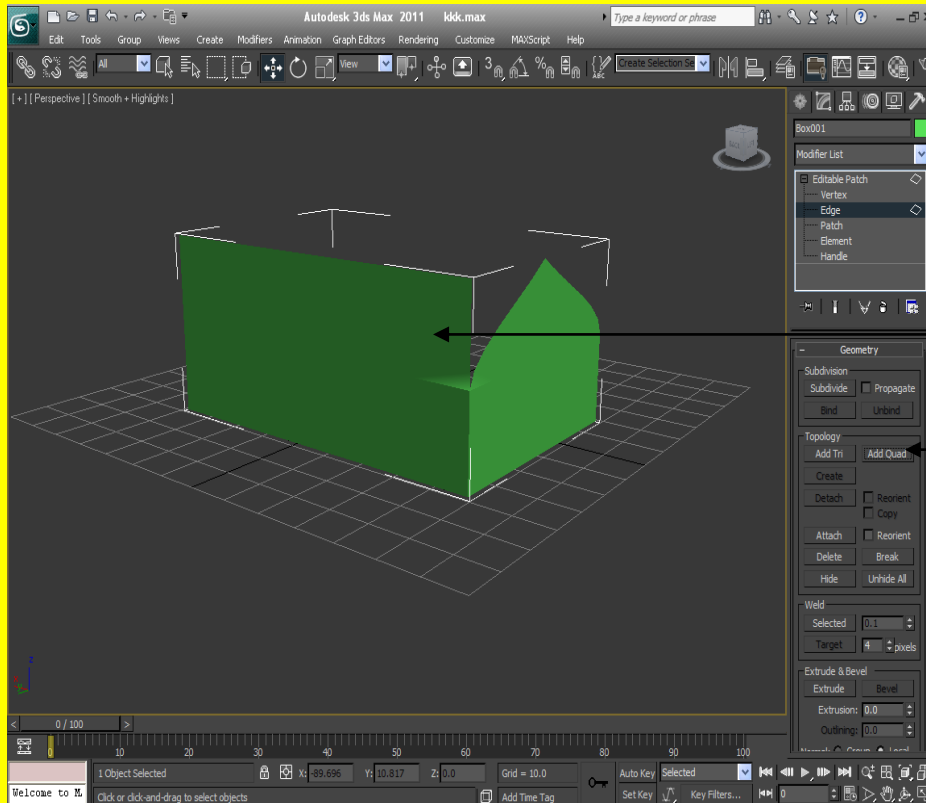 Autodesk 3ds Max 2011 kkk.max
Type a keyword or phrase
Edit Tools Group Views Create Modifiers Animation Graph Editors Rendering Customize MAXScript Help
All
View
3
Create Selection Se
[ + ] [ Perspective ] [ Smooth + Highlights ]
Box001
Modifier List
Editable Patch
Vertex
Edge
Patch
Element
Handle
Geometry
Subdivision
Subdivide Propagate
Bind Unbind
Topology
Add Tri Add Quad
Create
Detach Reorient
Copy
Attach Reorient
Delete Break
Hide Unhide All
Weld
Selected 0.1
Target 4 pixels
Extrude & Bevel
Extrude Bevel
Extrusion: 0.0
Outlining: 0.0
z
0 / 100
0 10 20 30 40 50 60 70 80 90 100
1 Object Selected X: -89.696 Y: 10.817 Z: 0.0 Grid = 10.0 Auto Key Selected
Welcome to M Click or click-and-drag to select objects Add Time Tag Set Key Key Filters... 0